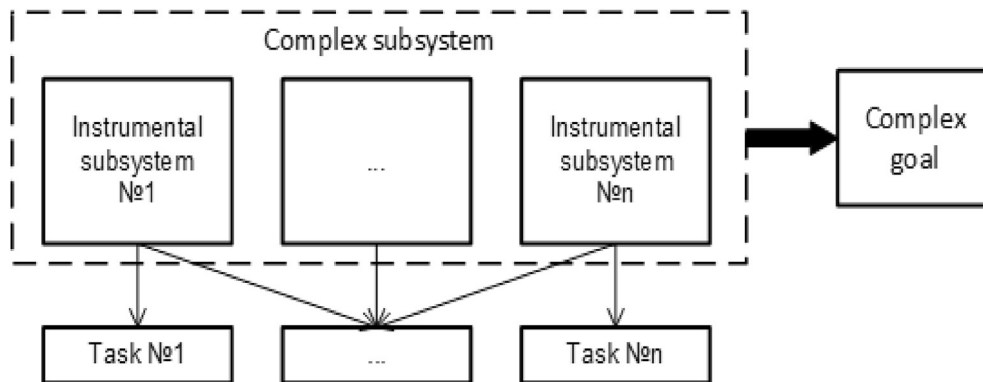 Complex subsystem
Instrumental
subsystem
№1
...
Instrumental
subsystem
№n
Complex
goal
Task №1
...
Task №n